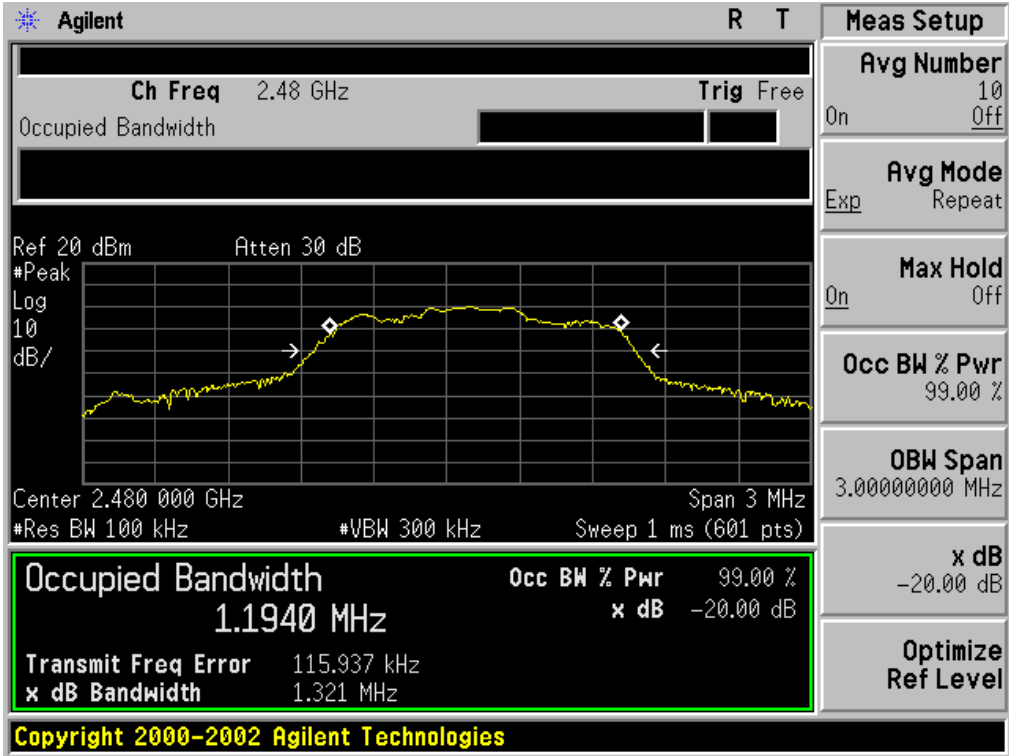 Agilent R T
Ch Freq 2.48 GHz Trig Free
Occupied Bandwidth
Ref 20 dBm Atten 30 dB
#Peak
Log
10
dB/
Center 2.480 000 GHz Span 3 MHz
#Res BW 100 kHz #VBW 300 kHz Sweep 1 ms (601 pts)
Occupied Bandwidth
1.1940 MHz
Occ BW % Pwr 99.00 %
x dB -20.00 dB
Transmit Freq Error 115.937 kHz
x dB Bandwidth 1.321 MHz
Copyright 2000-2002 Agilent Technologies
Meas Setup
Avg Number
10
On Off
Avg Mode
Exp Repeat
Max Hold
On Off
Occ BW % Pwr
99.00 %
OBW Span
3.00000000 MHz
x dB
-20.00 dB
Optimize
Ref Level